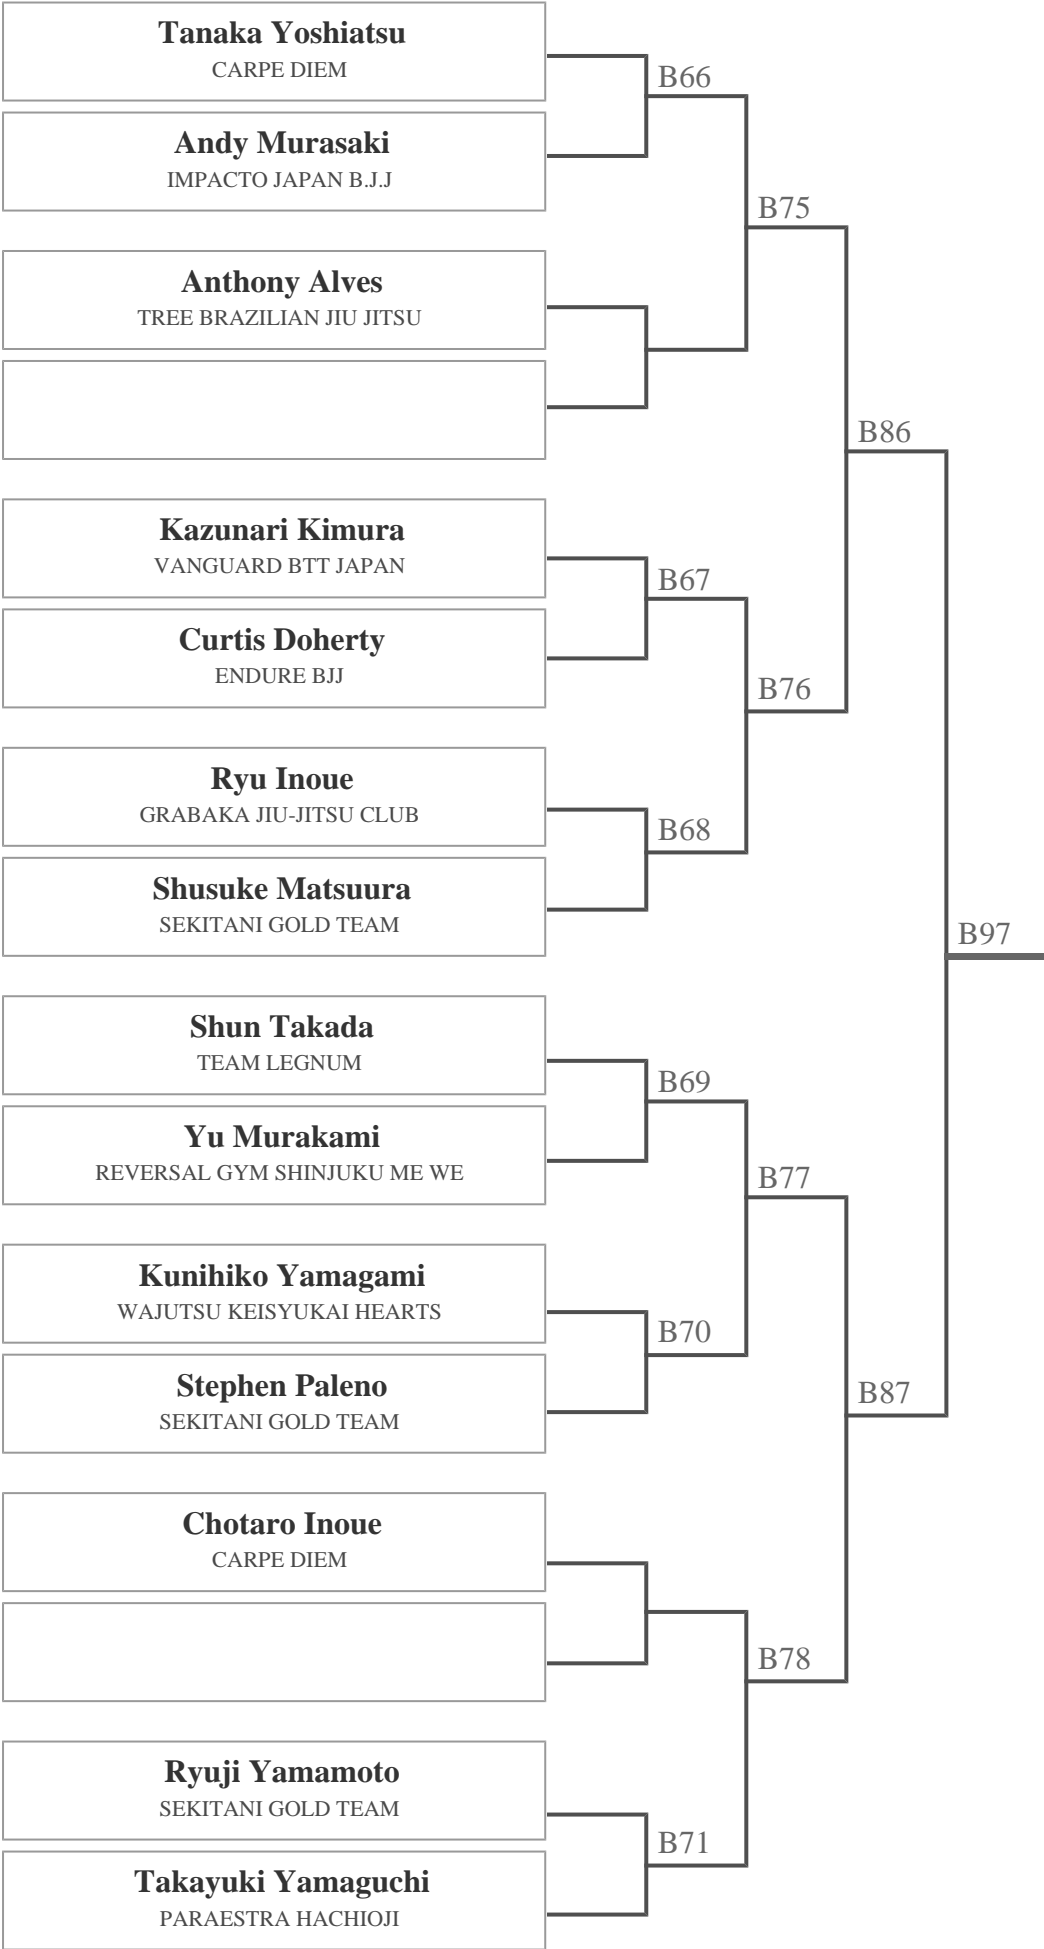 Tanaka Yoshiatsu
CARPE DIEM
B66
Andy Murasaki
IMPACTO JAPAN B.J.J
B75
Anthony Alves
TREE BRAZILIAN JIU JITSU
B86
Kazunari Kimura
VANGUARD BTT JAPAN
B67
Curtis Doherty
ENDURE BJJ
B76
Ryu Inoue
GRABAKA JIU-JITSU CLUB
B68
Shusuke Matsuura
SEKITANI GOLD TEAM
B97
Shun Takada
TEAM LEGNUM
B69
Yu Murakami
REVERSAL GYM SHINJUKU ME WE
B77
Kunihiko Yamagami
WAJUTSU KEISYUKAI HEARTS
B70
Stephen Paleno
SEKITANI GOLD TEAM
B87
Chotaro Inoue
CARPE DIEM
B78
Ryuji Yamamoto
SEKITANI GOLD TEAM
B71
Takayuki Yamaguchi
PARAESTRA HACHIOJI